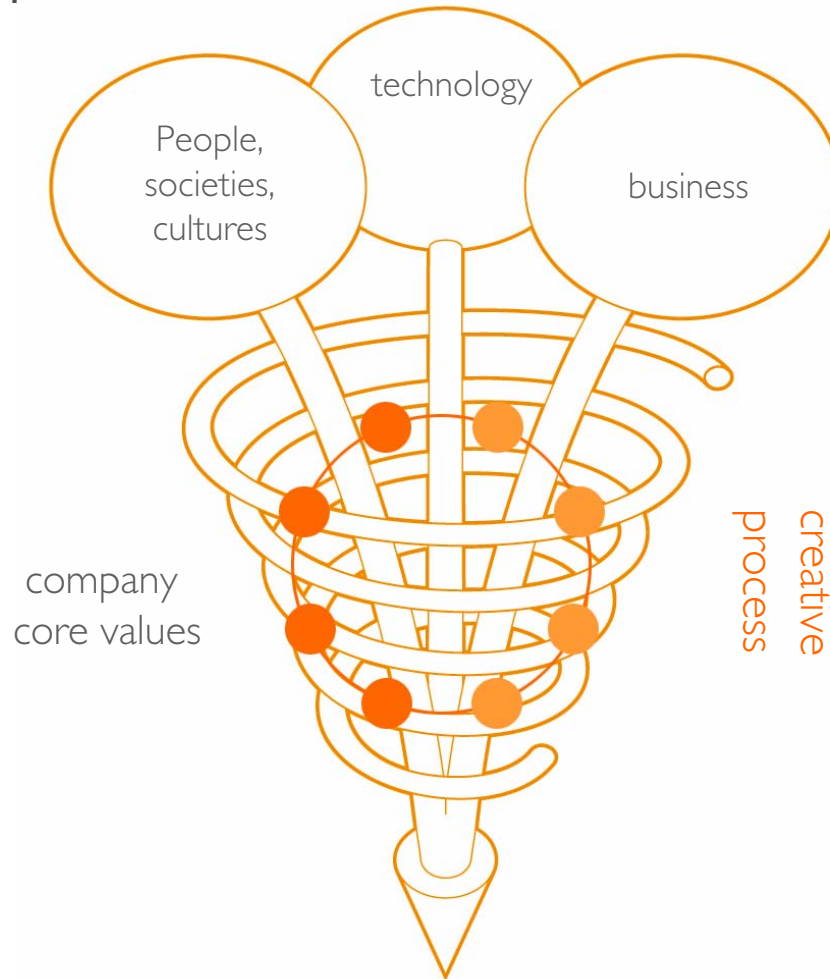 technology
People,
societies,
cultures
business
company
core values
creative
process